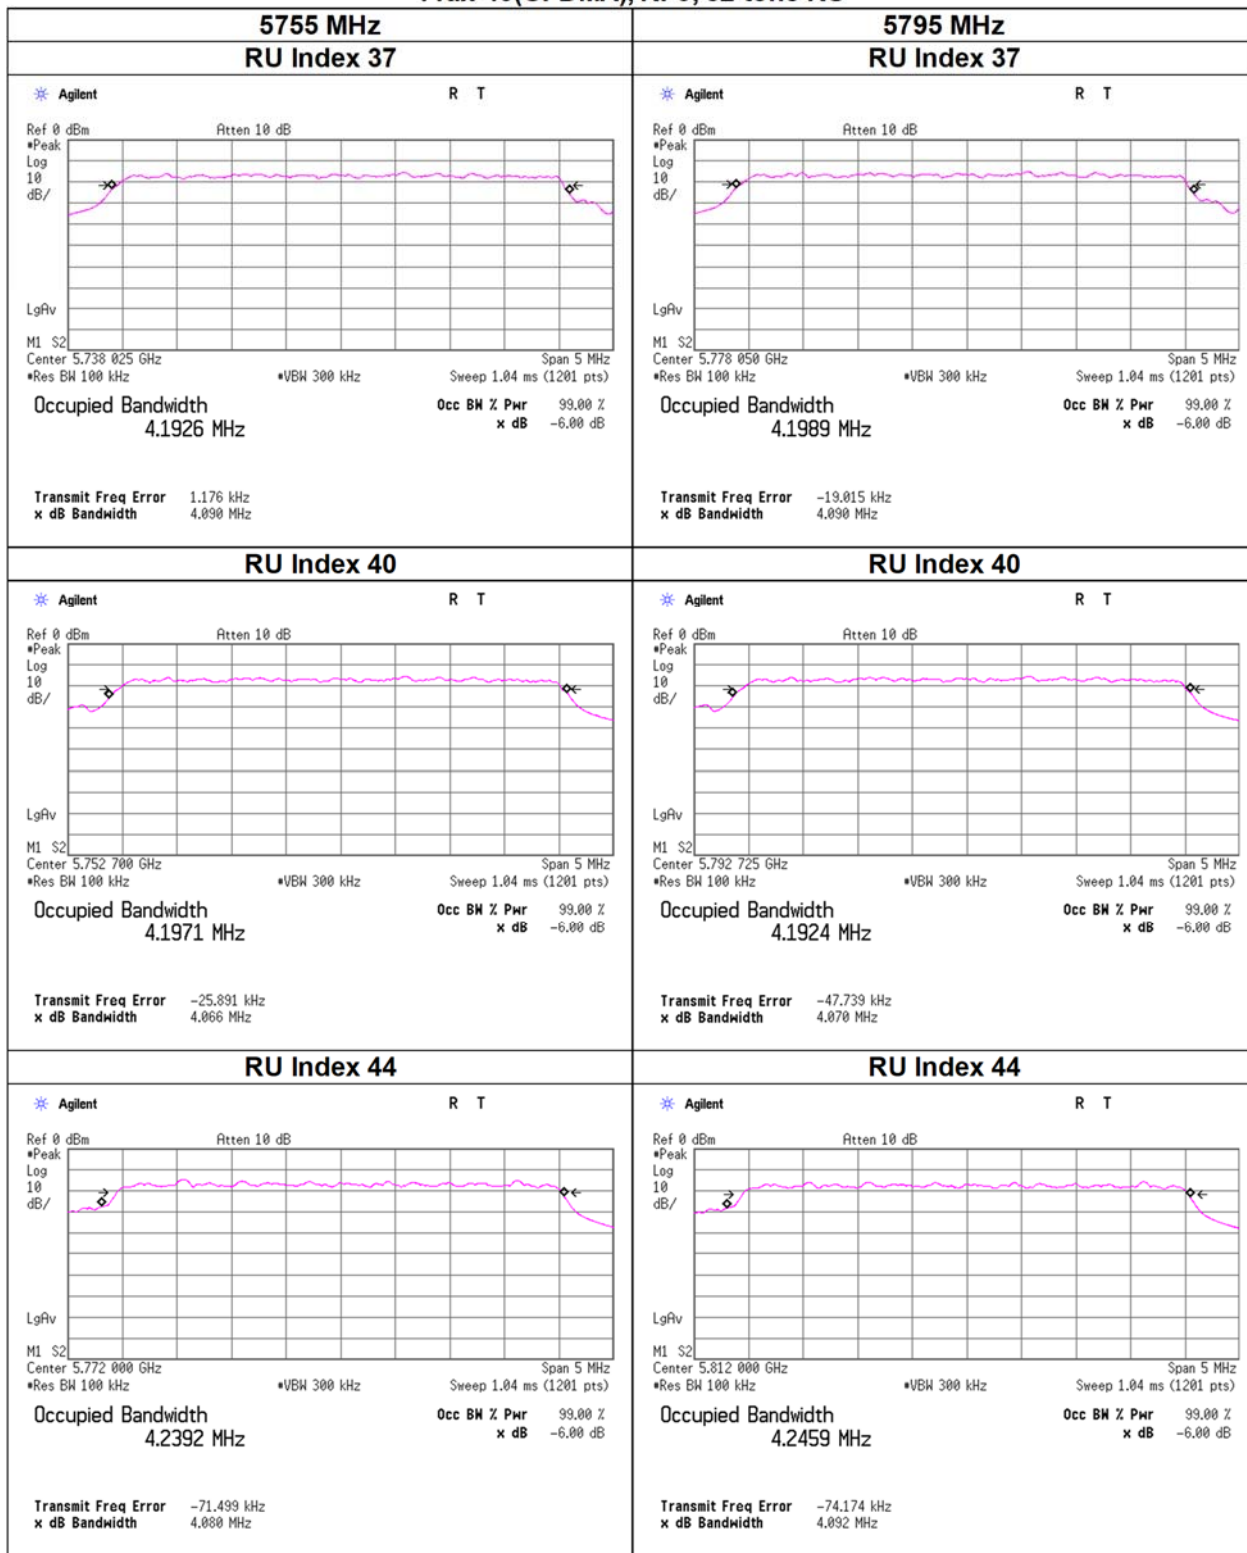 5755 MHz 5795 MHz
RU Index 37 RU Index 37
Agilent R T
Ref 0 dBm Atten 10 dB
#Peak
Log
10
dB/
LgAv
M1 S2
Center 5.738 025 GHz Span 5 MHz
#Res BW 100 kHz #VBW 300 kHz Sweep 1.04 ms (1201 pts)
Occupied Bandwidth Occ BW % Pwr 99.00 %
4.1926 MHz x dB -6.00 dB
Transmit Freq Error 1.176 kHz
x dB Bandwidth 4.090 MHz
Agilent R T
Ref 0 dBm Atten 10 dB
#Peak
Log
10
dB/
LgAv
M1 S2
Center 5.778 050 GHz Span 5 MHz
#Res BW 100 kHz #VBW 300 kHz Sweep 1.04 ms (1201 pts)
Occupied Bandwidth Occ BW % Pwr 99.00 %
4.1989 MHz x dB -6.00 dB
Transmit Freq Error -19.015 kHz
x dB Bandwidth 4.090 MHz
RU Index 40 RU Index 40
Agilent R T
Ref 0 dBm Atten 10 dB
#Peak
Log
10
dB/
LgAv
M1 S2
Center 5.752 700 GHz Span 5 MHz
#Res BW 100 kHz #VBW 300 kHz Sweep 1.04 ms (1201 pts)
Occupied Bandwidth Occ BW % Pwr 99.00 %
4.1971 MHz x dB -6.00 dB
Transmit Freq Error -25.891 kHz
x dB Bandwidth 4.066 MHz
Agilent R T
Ref 0 dBm Atten 10 dB
#Peak
Log
10
dB/
LgAv
M1 S2
Center 5.792 725 GHz Span 5 MHz
#Res BW 100 kHz #VBW 300 kHz Sweep 1.04 ms (1201 pts)
Occupied Bandwidth Occ BW % Pwr 99.00 %
4.1924 MHz x dB -6.00 dB
Transmit Freq Error -47.739 kHz
x dB Bandwidth 4.070 MHz
RU Index 44 RU Index 44
Agilent R T
Ref 0 dBm Atten 10 dB
#Peak
Log
10
dB/
LgAv
M1 S2
Center 5.772 000 GHz Span 5 MHz
#Res BW 100 kHz #VBW 300 kHz Sweep 1.04 ms (1201 pts)
Occupied Bandwidth Occ BW % Pwr 99.00 %
4.2392 MHz x dB -6.00 dB
Transmit Freq Error -71.499 kHz
x dB Bandwidth 4.080 MHz
Agilent R T
Ref 0 dBm Atten 10 dB
#Peak
Log
10
dB/
LgAv
M1 S2
Center 5.812 000 GHz Span 5 MHz
#Res BW 100 kHz #VBW 300 kHz Sweep 1.04 ms (1201 pts)
Occupied Bandwidth Occ BW % Pwr 99.00 %
4.2459 MHz x dB -6.00 dB
Transmit Freq Error -74.174 kHz
x dB Bandwidth 4.092 MHz